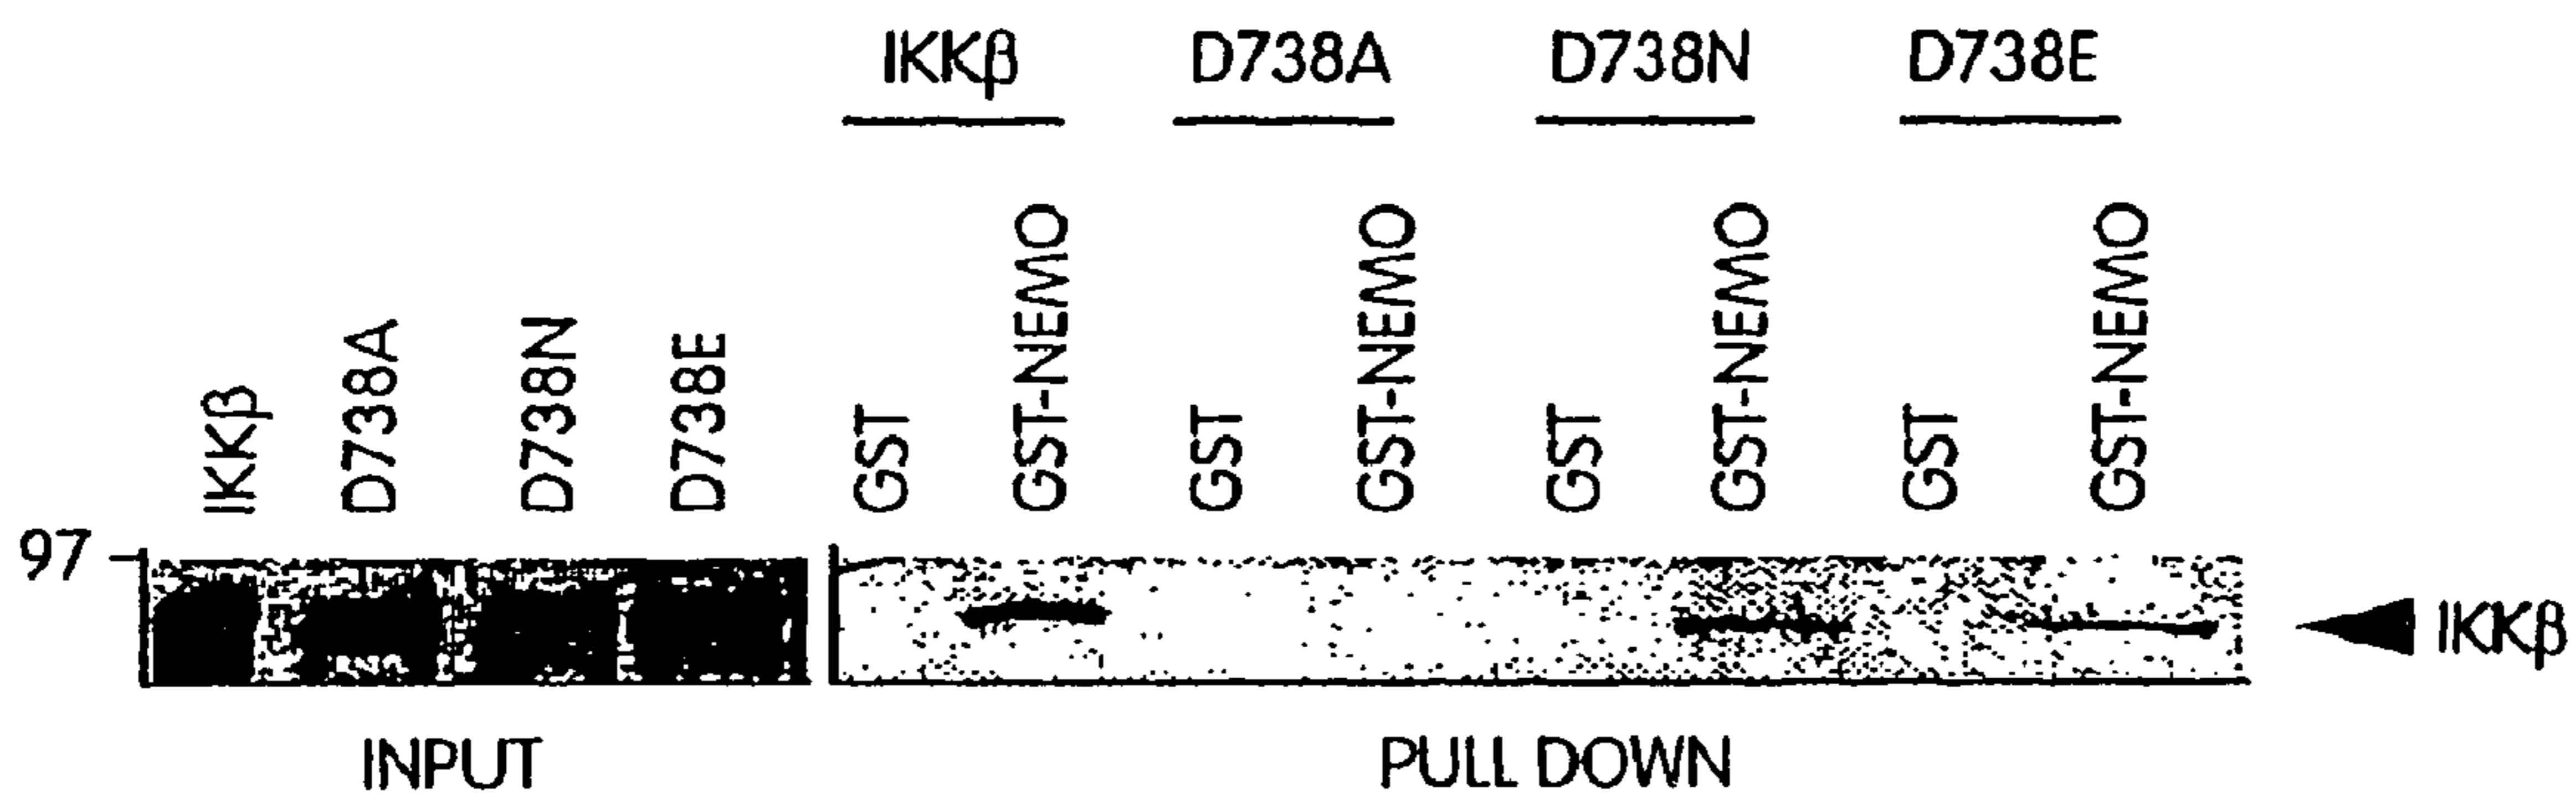 IKKβ D738A D738N D738E
IKKβ D738A D738N D738E GST GST-NEMO GST GST-NEMO GST GST-NEMO GST GST-NEMO
97
IKKβ
INPUT PULL DOWN